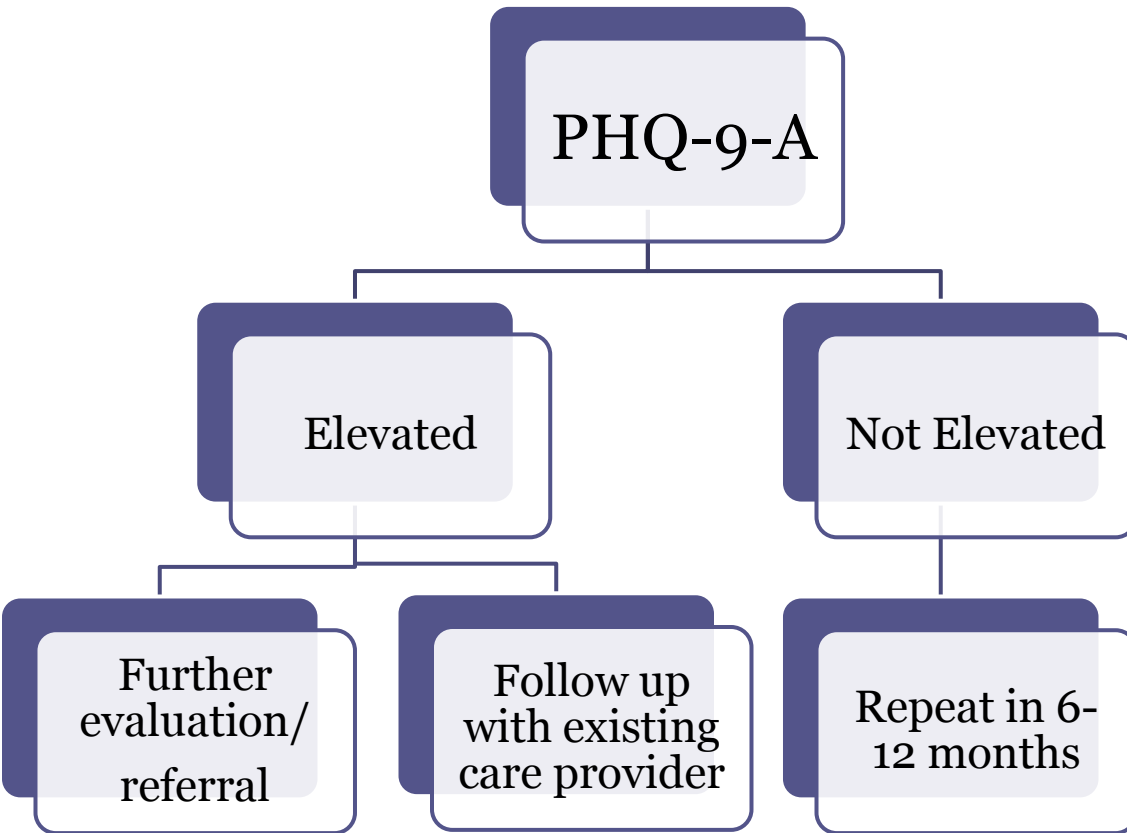 PHQ-9-A
Elevated
Not Elevated
Further
evaluation/
referral
Follow up
with existing
care provider
Repeat in 6-
12 months